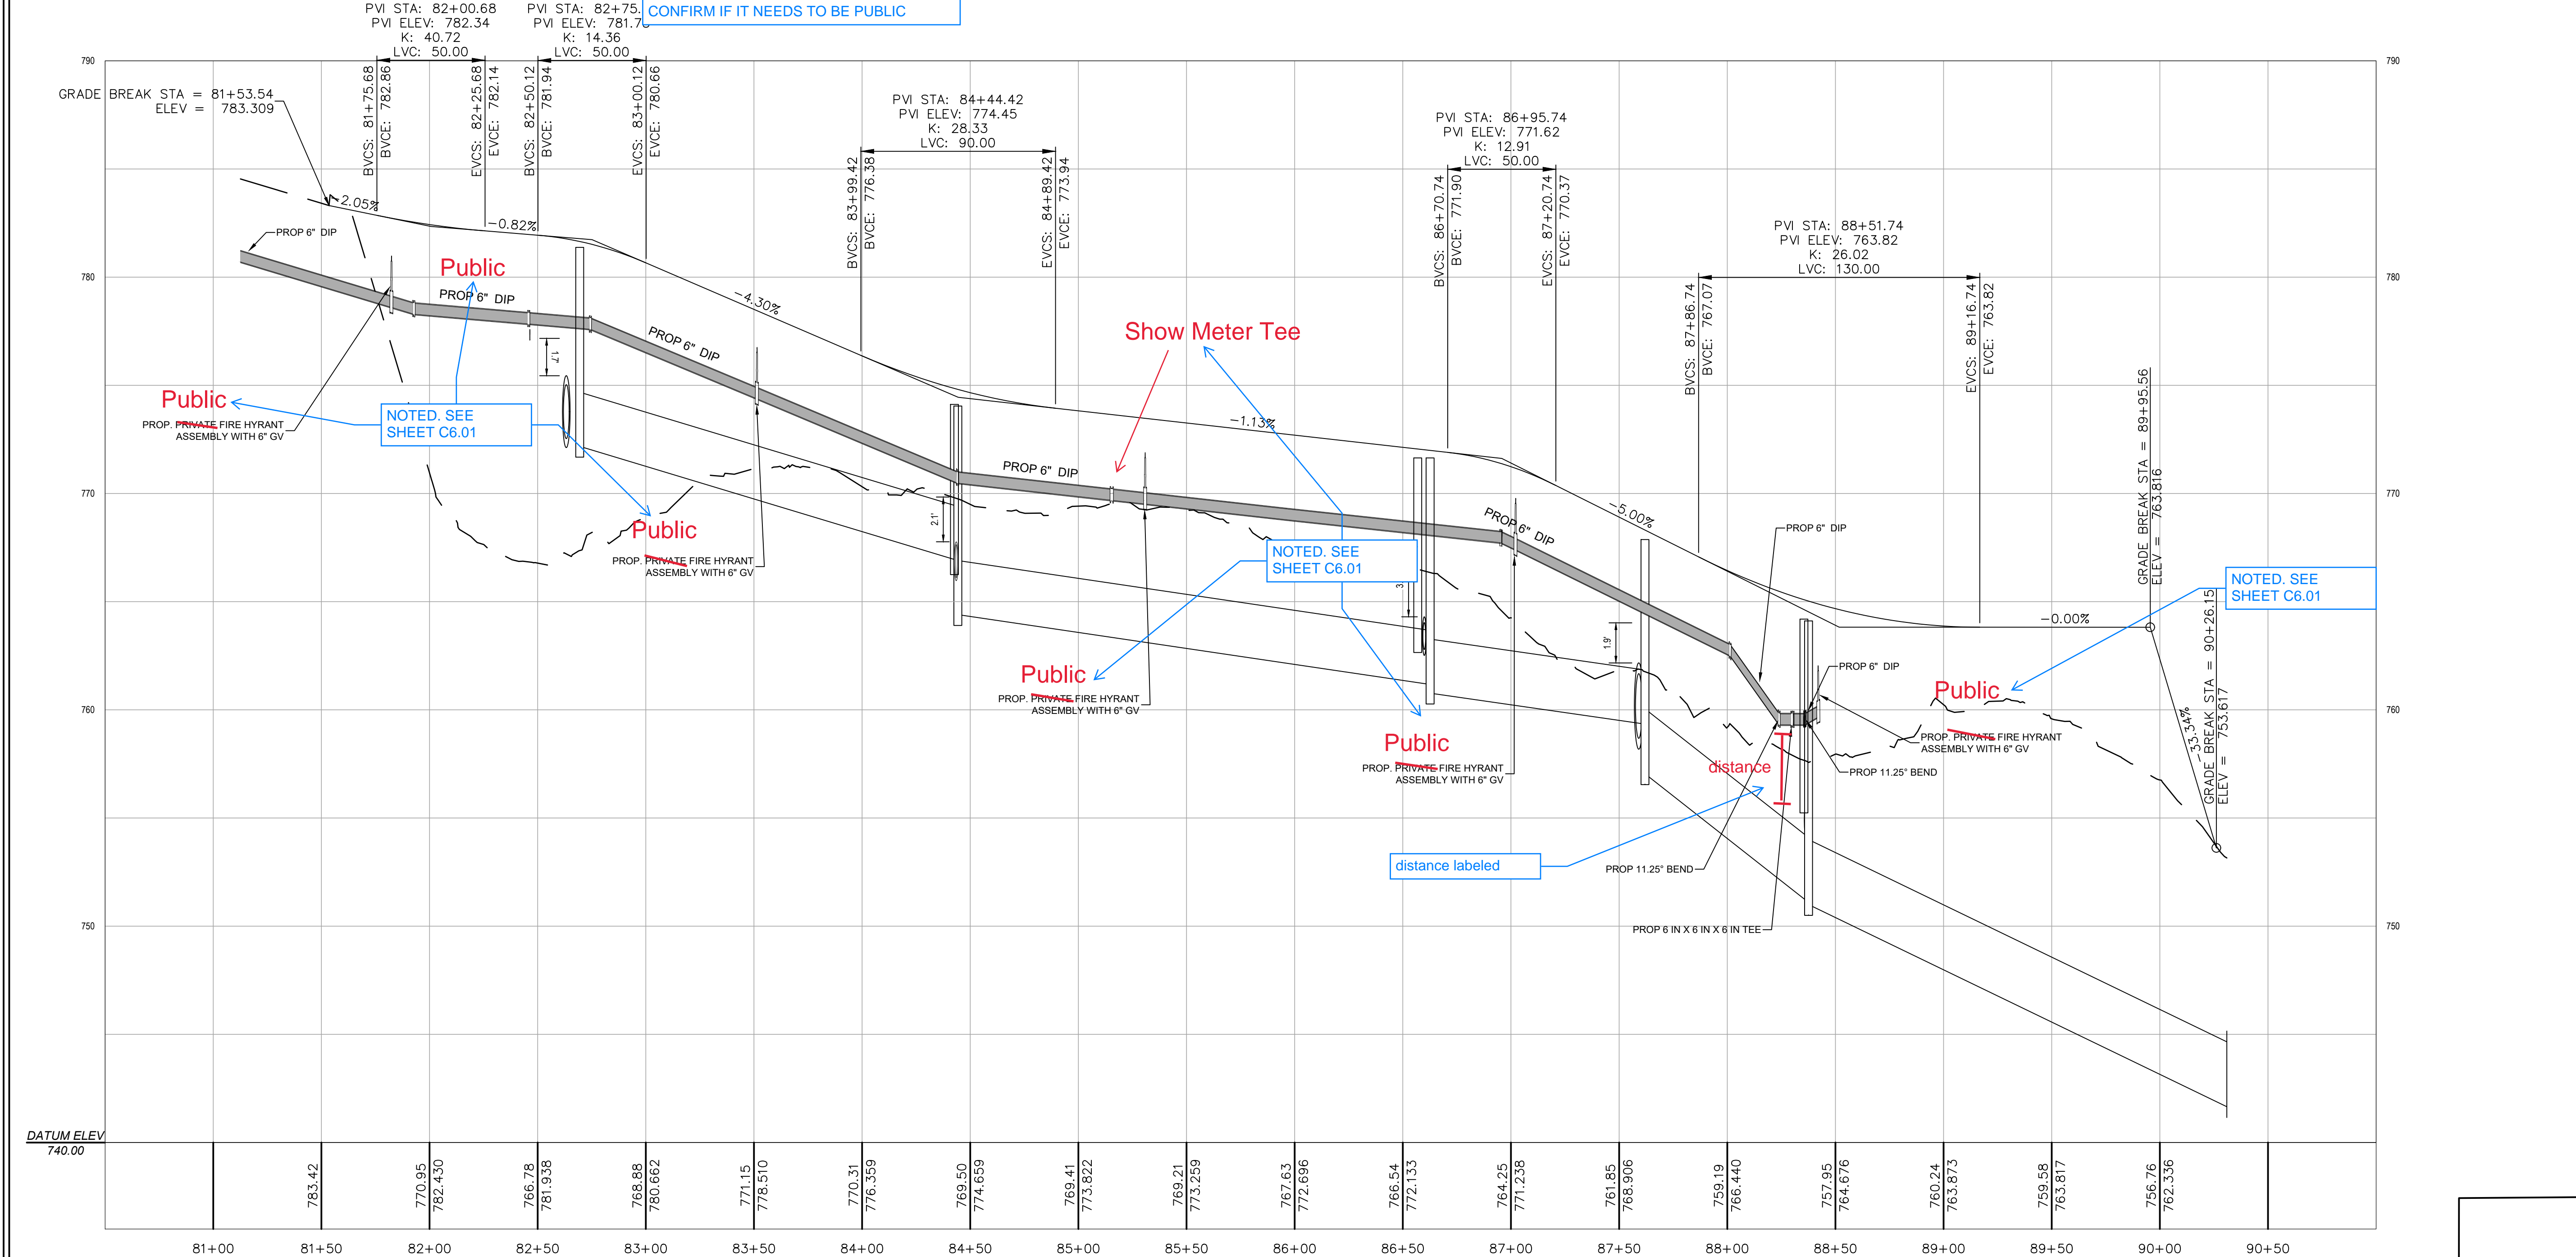 PVI STA: 82+00.68
PVI ELEV: 782.34
K: 40.72
LVC: 50.00
PVI STA: 82+75.
PVI ELEV: 781.73
K: 14.36
LVC: 50.00
CONFIRM IF IT NEEDS TO BE PUBLIC
790
790
GRADE BREAK STA = 81+53.54
ELEV = 783.309
BVCS: 81+75.68
BVCE: 782.86
EVCS: 82+25.68
EVCE: 782.14
BVCS: 82+50.12
BVCE: 781.94
EVCS: 83+00.12
EVCE: 780.66
PVI STA: 84+44.42
PVI ELEV: 774.45
K: 28.33
LVC: 90.00
BVCS: 83+99.42
BVCE: 776.38
EVCS: 84+89.42
EVCE: 773.94
PVI STA: 86+95.74
PVI ELEV: 771.62
K: 12.91
LVC: 50.00
BVCS: 86+70.74
BVCE: 771.90
EVCS: 87+20.74
EVCE: 770.37
PVI STA: 88+51.74
PVI ELEV: 763.82
K: 26.02
LVC: 130.00
BVCS: 87+86.74
BVCE: 767.07
EVCS: 89+16.74
EVCE: 763.82
-2.05%
-0.82%
-4.30%
-1.13%
-5.00%
-0.00%
-33.34%
GRADE BREAK STA = 89+95.56
ELEV = 763.816
GRADE BREAK STA = 90+26.15
ELEV = 753.617
PROP 6" DIP
Public
PROP 6" DIP
780
780
PROP 6" DIP
1.7'
Show Meter Tee
Public
PROP. PRIVATE FIRE HYRANT
ASSEMBLY WITH 6" GV
NOTED. SEE
SHEET C6.01
770
770
PROP 6" DIP
2.1'
Public
PROP. PRIVATE FIRE HYRANT
ASSEMBLY WITH 6" GV
PROP 6" DIP
PROP 6" DIP
NOTED. SEE
SHEET C6.01
3
1.9'
NOTED. SEE
SHEET C6.01
Public
PROP. PRIVATE FIRE HYRANT
ASSEMBLY WITH 6" GV
PROP 6" DIP
Public
760
760
Public
PROP. PRIVATE FIRE HYRANT
ASSEMBLY WITH 6" GV
PROP. PRIVATE FIRE HYRANT
ASSEMBLY WITH 6" GV
distance
PROP 11.25° BEND
distance labeled
PROP 11.25° BEND
PROP 6 IN X 6 IN X 6 IN TEE
750
750
DATUM ELEV
740.00
783.42
770.95
782.430
766.78
781.938
768.88
780.662
771.15
778.510
770.31
776.359
769.50
774.659
769.41
773.822
769.21
773.259
767.63
772.696
766.54
772.133
764.25
771.238
761.85
768.906
759.19
766.440
757.95
764.676
760.24
763.873
759.58
763.817
756.76
762.336
81+00
81+50
82+00
82+50
83+00
83+50
84+00
84+50
85+00
85+50
86+00
86+50
87+00
87+50
88+00
88+50
89+00
89+50
90+00
90+50